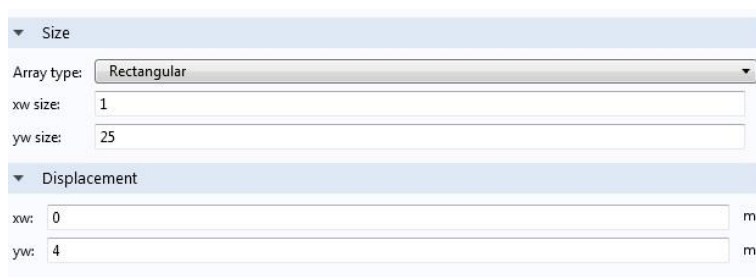 Size
Array type: Rectangular
xw size: 1
yw size: 25
Displacement
xw: 0 m
yw: 4 m